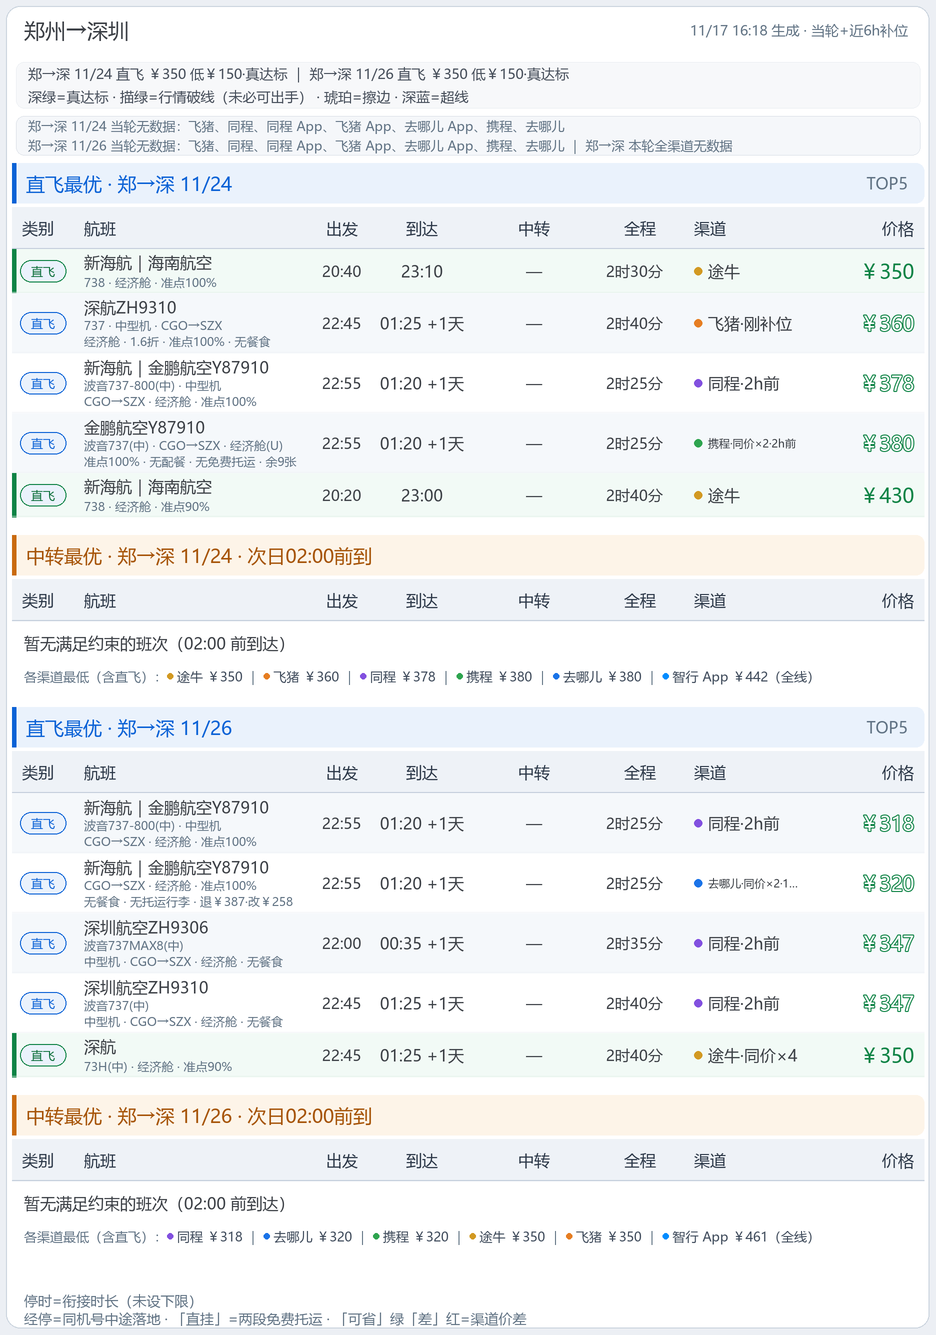 郑州→深圳
11/17 16:18 生成 · 当轮+近6h补位
郑→深 11/24 直飞 ￥350 低￥150·真达标 | 郑→深 11/26 直飞 ￥350 低￥150·真达标
深绿=真达标 · 描绿=行情破线（未必可出手） · 琥珀=擦边 · 深蓝=超线
郑→深 11/24 当轮无数据：飞猪、同程、同程 App、飞猪 App、去哪儿 App、携程、去哪儿
郑→深 11/26 当轮无数据：飞猪、同程、同程 App、飞猪 App、去哪儿 App、携程、去哪儿 | 郑→深 本轮全渠道无数据
直飞最优 · 郑→深 11/24 TOP5
类别 航班 出发 到达 中转 全程 渠道 价格
直飞 新海航 | 海南航空 20:40 23:10 — 2时30分 途牛 ￥350
738 · 经济舱 · 准点100%
直飞 深航ZH9310 22:45 01:25 +1天 — 2时40分 飞猪·刚补位 ￥360
737 · 中型机 · CGO→SZX
经济舱 · 1.6折 · 准点100% · 无餐食
直飞 新海航 | 金鹏航空Y87910 22:55 01:20 +1天 — 2时25分 同程·2h前 ￥378
波音737-800(中) · 中型机
CGO→SZX · 经济舱 · 准点100%
直飞 金鹏航空Y87910 22:55 01:20 +1天 — 2时25分 携程·同价×2·2h前 ￥380
波音737(中) · CGO→SZX · 经济舱(U)
准点100% · 无配餐 · 无免费托运 · 余9张
直飞 新海航 | 海南航空 20:20 23:00 — 2时40分 途牛 ￥430
738 · 经济舱 · 准点90%
中转最优 · 郑→深 11/24 · 次日02:00前到
类别 航班 出发 到达 中转 全程 渠道 价格
暂无满足约束的班次（02:00 前到达）
各渠道最低（含直飞）: 途牛 ￥350 | 飞猪 ￥360 | 同程 ￥378 | 携程 ￥380 | 去哪儿 ￥380 | 智行 App ￥442（全线）
直飞最优 · 郑→深 11/26 TOP5
类别 航班 出发 到达 中转 全程 渠道 价格
直飞 新海航 | 金鹏航空Y87910 22:55 01:20 +1天 — 2时25分 同程·2h前 ￥318
波音737-800(中) · 中型机
CGO→SZX · 经济舱 · 准点100%
直飞 新海航 | 金鹏航空Y87910 22:55 01:20 +1天 — 2时25分 去哪儿·同价×2·1… ￥320
CGO→SZX · 经济舱 · 准点100%
无餐食 · 无托运行李 · 退￥387·改￥258
直飞 深圳航空ZH9306 22:00 00:35 +1天 — 2时35分 同程·2h前 ￥347
波音737MAX8(中)
中型机 · CGO→SZX · 经济舱 · 无餐食
直飞 深圳航空ZH9310 22:45 01:25 +1天 — 2时40分 同程·2h前 ￥347
波音737(中)
中型机 · CGO→SZX · 经济舱 · 无餐食
直飞 深航 22:45 01:25 +1天 — 2时40分 途牛·同价×4 ￥350
73H(中) · 经济舱 · 准点90%
中转最优 · 郑→深 11/26 · 次日02:00前到
类别 航班 出发 到达 中转 全程 渠道 价格
暂无满足约束的班次（02:00 前到达）
各渠道最低（含直飞）: 同程 ￥318 | 去哪儿 ￥320 | 携程 ￥320 | 途牛 ￥350 | 飞猪 ￥350 | 智行 App ￥461（全线）
停时=衔接时长（未设下限）
经停=同机号中途落地 · 「直挂」=两段免费托运 · 「可省」绿「差」红=渠道价差